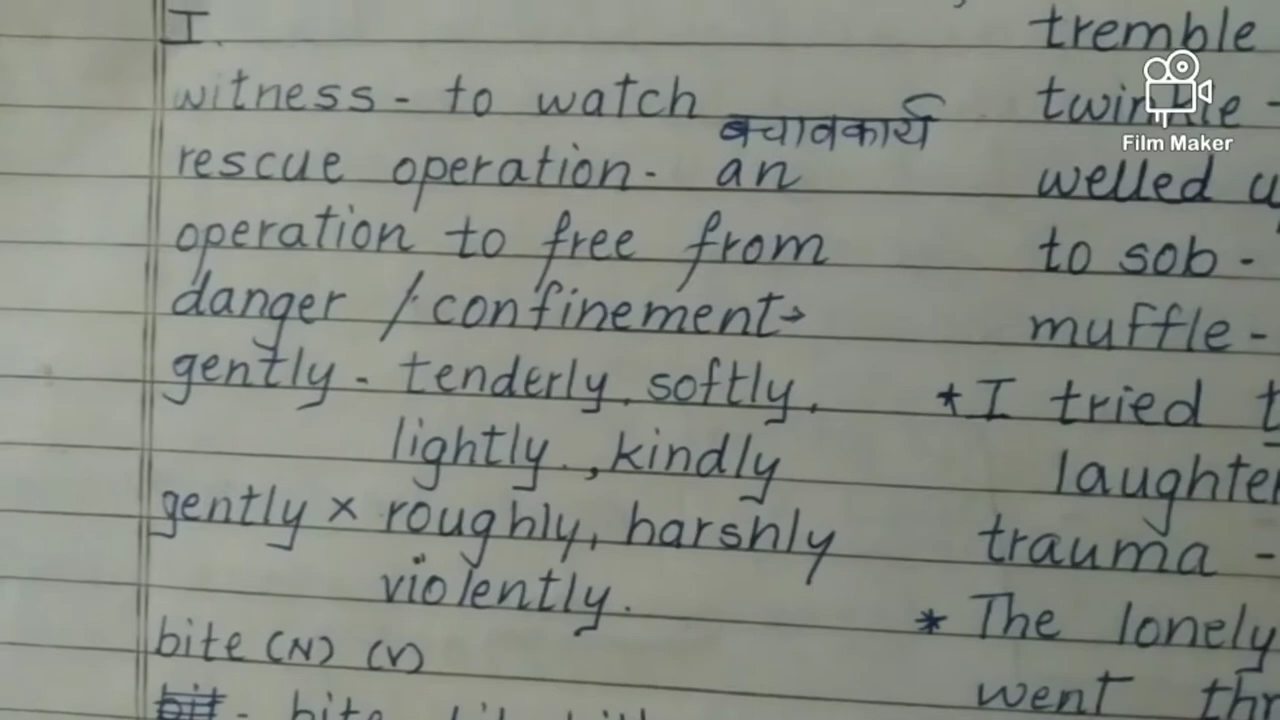 I
witness - to watch
बचावकार्य
rescue operation - an
operation to free from
danger / confinement →
gently - tenderly, softly,
lightly, kindly
gently × roughly, harshly
violently.
bite (N) (V)
tremble
twinkle -
welled
to sob -
muffle -
* I tried
laughter
trauma -
* The lonely
went
Film Maker